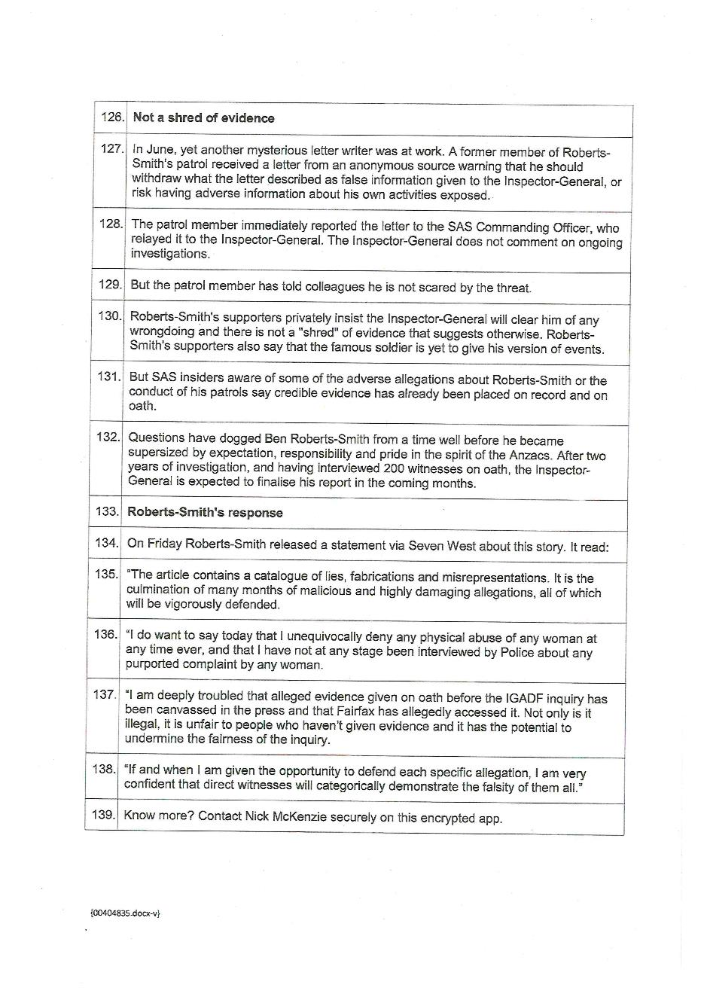 126. Not a shred of evidence
127. In June, yet another mysterious letter writer was at work. A former member of Roberts-
Smith's patrol received a letter from an anonymous source warning that he should
withdraw what the letter described as false information given to the Inspector-General, or
risk having adverse information about his own activities exposed.
128. The patrol member immediately reported the letter to the SAS Commanding Officer, who
relayed it to the Inspector-General. The Inspector-General does not comment on ongoing
investigations.
129. But the patrol member has told colleagues he is not scared by the threat.
130. Roberts-Smith's supporters privately insist the Inspector-General will clear him of any
wrongdoing and there is not a "shred" of evidence that suggests otherwise. Roberts-
Smith's supporters also say that the famous soldier is yet to give his version of events.
131. But SAS insiders aware of some of the adverse allegations about Roberts-Smith or the
conduct of his patrols say credible evidence has already been placed on record and on
oath.
132. Questions have dogged Ben Roberts-Smith from a time well before he became
supersized by expectation, responsibility and pride in the spirit of the Anzacs. After two
years of investigation, and having interviewed 200 witnesses on oath, the Inspector-
General is expected to finalise his report in the coming months.
133. Roberts-Smith's response
134. On Friday Roberts-Smith released a statement via Seven West about this story. It read:
135. "The article contains a catalogue of lies, fabrications and misrepresentations. It is the
culmination of many months of malicious and highly damaging allegations, all of which
will be vigorously defended.
136. "I do want to say today that I unequivocally deny any physical abuse of any woman at
any time ever, and that I have not at any stage been interviewed by Police about any
purported complaint by any woman.
137. "I am deeply troubled that alleged evidence given on oath before the IGADF inquiry has
been canvassed in the press and that Fairfax has allegedly accessed it. Not only is it
illegal, it is unfair to people who haven't given evidence and it has the potential to
undermine the fairness of the inquiry.
138. "If and when I am given the opportunity to defend each specific allegation, I am very
confident that direct witnesses will categorically demonstrate the falsity of them all."
139. Know more? Contact Nick McKenzie securely on this encrypted app.
{00404835.docx-v}